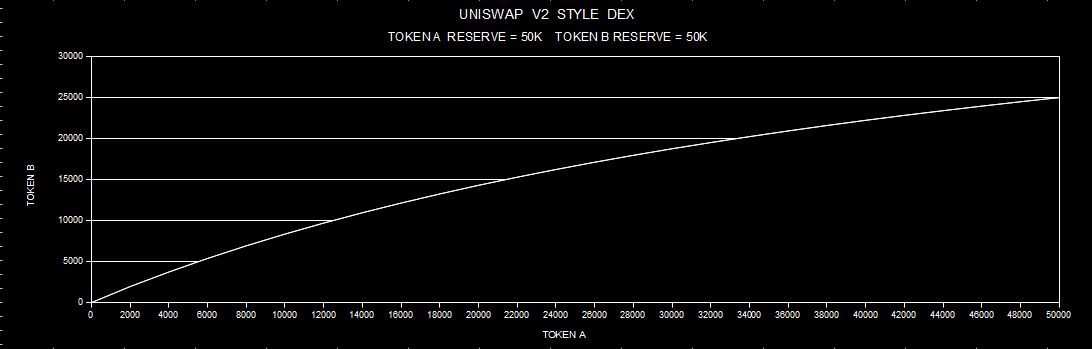 UNISWAP V2 STYLE DEX
TOKEN A RESERVE = 50K TOKEN B RESERVE = 50K
30000
25000
20000
15000
10000
5000
0
TOKEN B
0 2000 4000 6000 8000 10000 12000 14000 16000 18000 20000 22000 24000 26000 28000 30000 32000 34000 36000 38000 40000 42000 44000 46000 48000 50000
TOKEN A